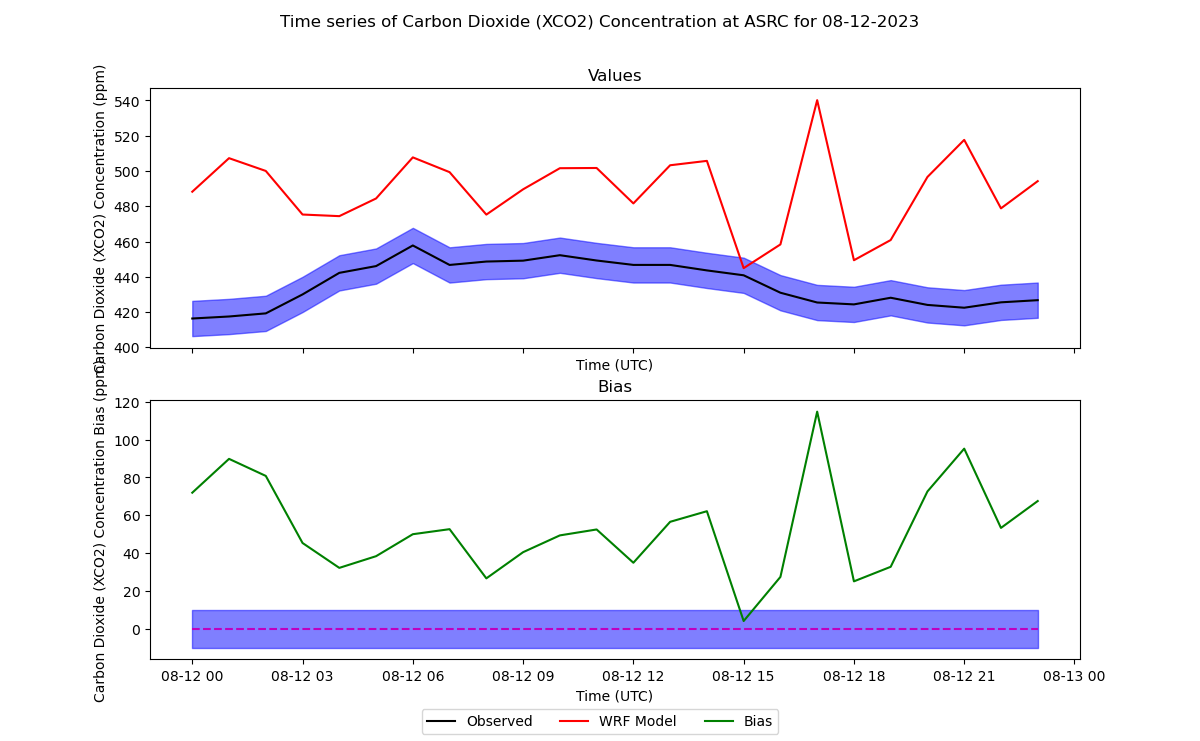 Time series of Carbon Dioxide (XCO2) Concentration at ASRC for 08-12-2023
Values
Carbon Dioxide (XCO2) Concentration (ppm)
540
520
500
480
460
440
420
400
Time (UTC)
Bias
Carbon Dioxide (XCO2) Concentration Bias (ppm)
120
100
80
60
40
20
0
08-12 00 08-12 03 08-12 06 08-12 09 08-12 12 08-12 15 08-12 18 08-12 21 08-13 00
Time (UTC)
Observed WRF Model Bias